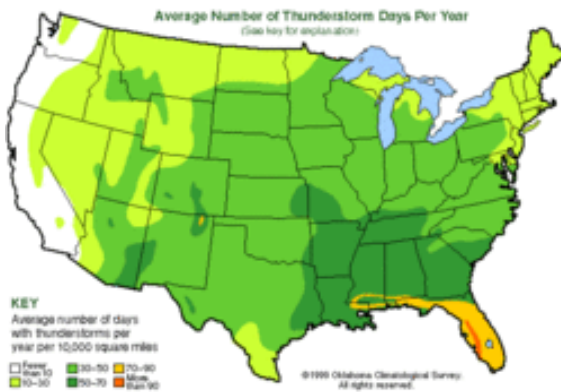 Average Number of Thunderstorm Days Per Year
(See key for explanation)
KEY
Average number of days
with thunderstorms per
year per 10,000 square miles
Fewer than 10
10–30
30–50
50–70
70–90
More than 90
©1999 Oklahoma Climatological Survey.
All rights reserved.